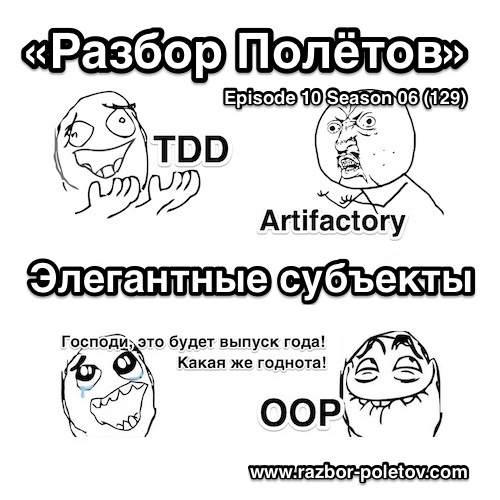 «Разбор Полётов»
Episode 10 Season 06 (129)
TDD
Artifactory
Элегантные субъекты
Господи, это будет выпуск года!
Какая же годнота!
OOP
www.razbor-poletov.com